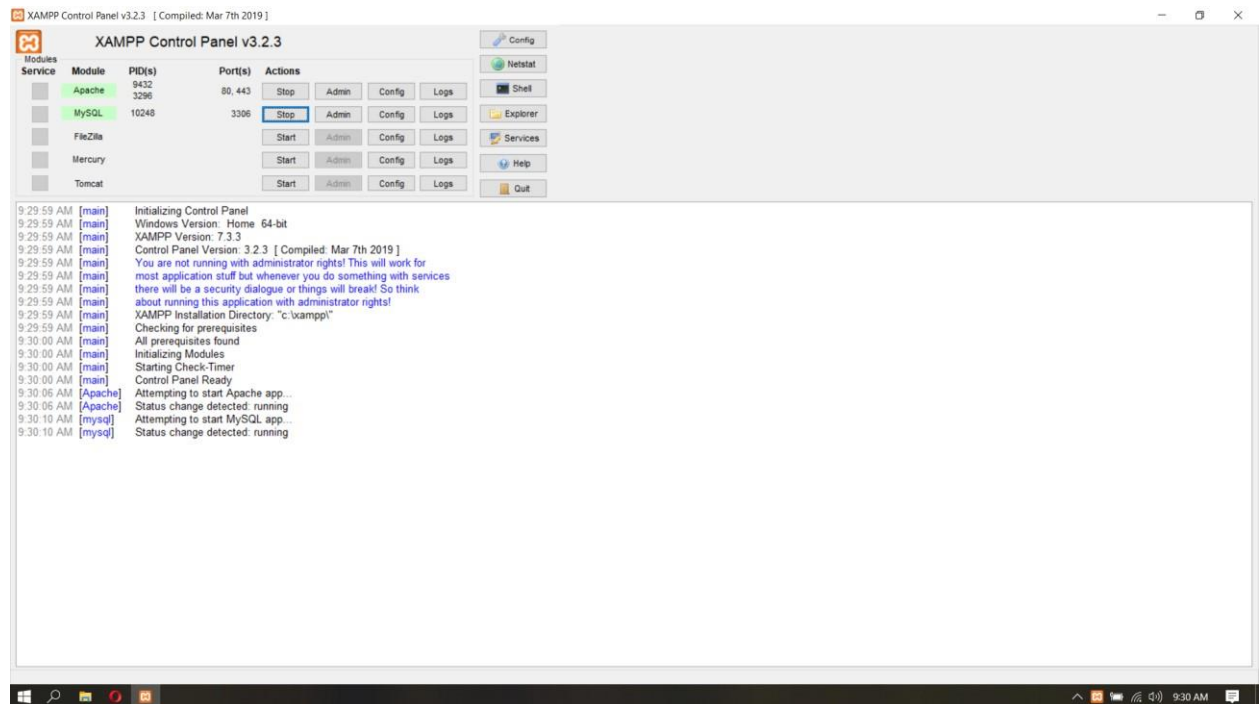 XAMPP Control Panel v3.2.3 [ Compiled: Mar 7th 2019 ]
XAMPP Control Panel v3.2.3
Modules
Service Module PID(s) Port(s) Actions
Apache 9432 3296 80, 443 Stop Admin Config Logs
MySQL 10248 3306 Stop Admin Config Logs
FileZilla Start Admin Config Logs
Mercury Start Admin Config Logs
Tomcat Start Admin Config Logs
Config
Netstat
Shell
Explorer
Services
Help
Quit
9:29:59 AM [main] Initializing Control Panel
9:29:59 AM [main] Windows Version: Home 64-bit
9:29:59 AM [main] XAMPP Version: 7.3.3
9:29:59 AM [main] Control Panel Version: 3.2.3 [ Compiled: Mar 7th 2019 ]
9:29:59 AM [main] You are not running with administrator rights! This will work for
9:29:59 AM [main] most application stuff but whenever you do something with services
9:29:59 AM [main] there will be a security dialogue or things will break! So think
9:29:59 AM [main] about running this application with administrator rights!
9:29:59 AM [main] XAMPP Installation Directory: "c:\xampp\"
9:29:59 AM [main] Checking for prerequisites
9:30:00 AM [main] All prerequisites found
9:30:00 AM [main] Initializing Modules
9:30:00 AM [main] Starting Check-Timer
9:30:00 AM [main] Control Panel Ready
9:30:06 AM [Apache] Attempting to start Apache app...
9:30:06 AM [Apache] Status change detected: running
9:30:10 AM [mysql] Attempting to start MySQL app...
9:30:10 AM [mysql] Status change detected: running
9:30 AM